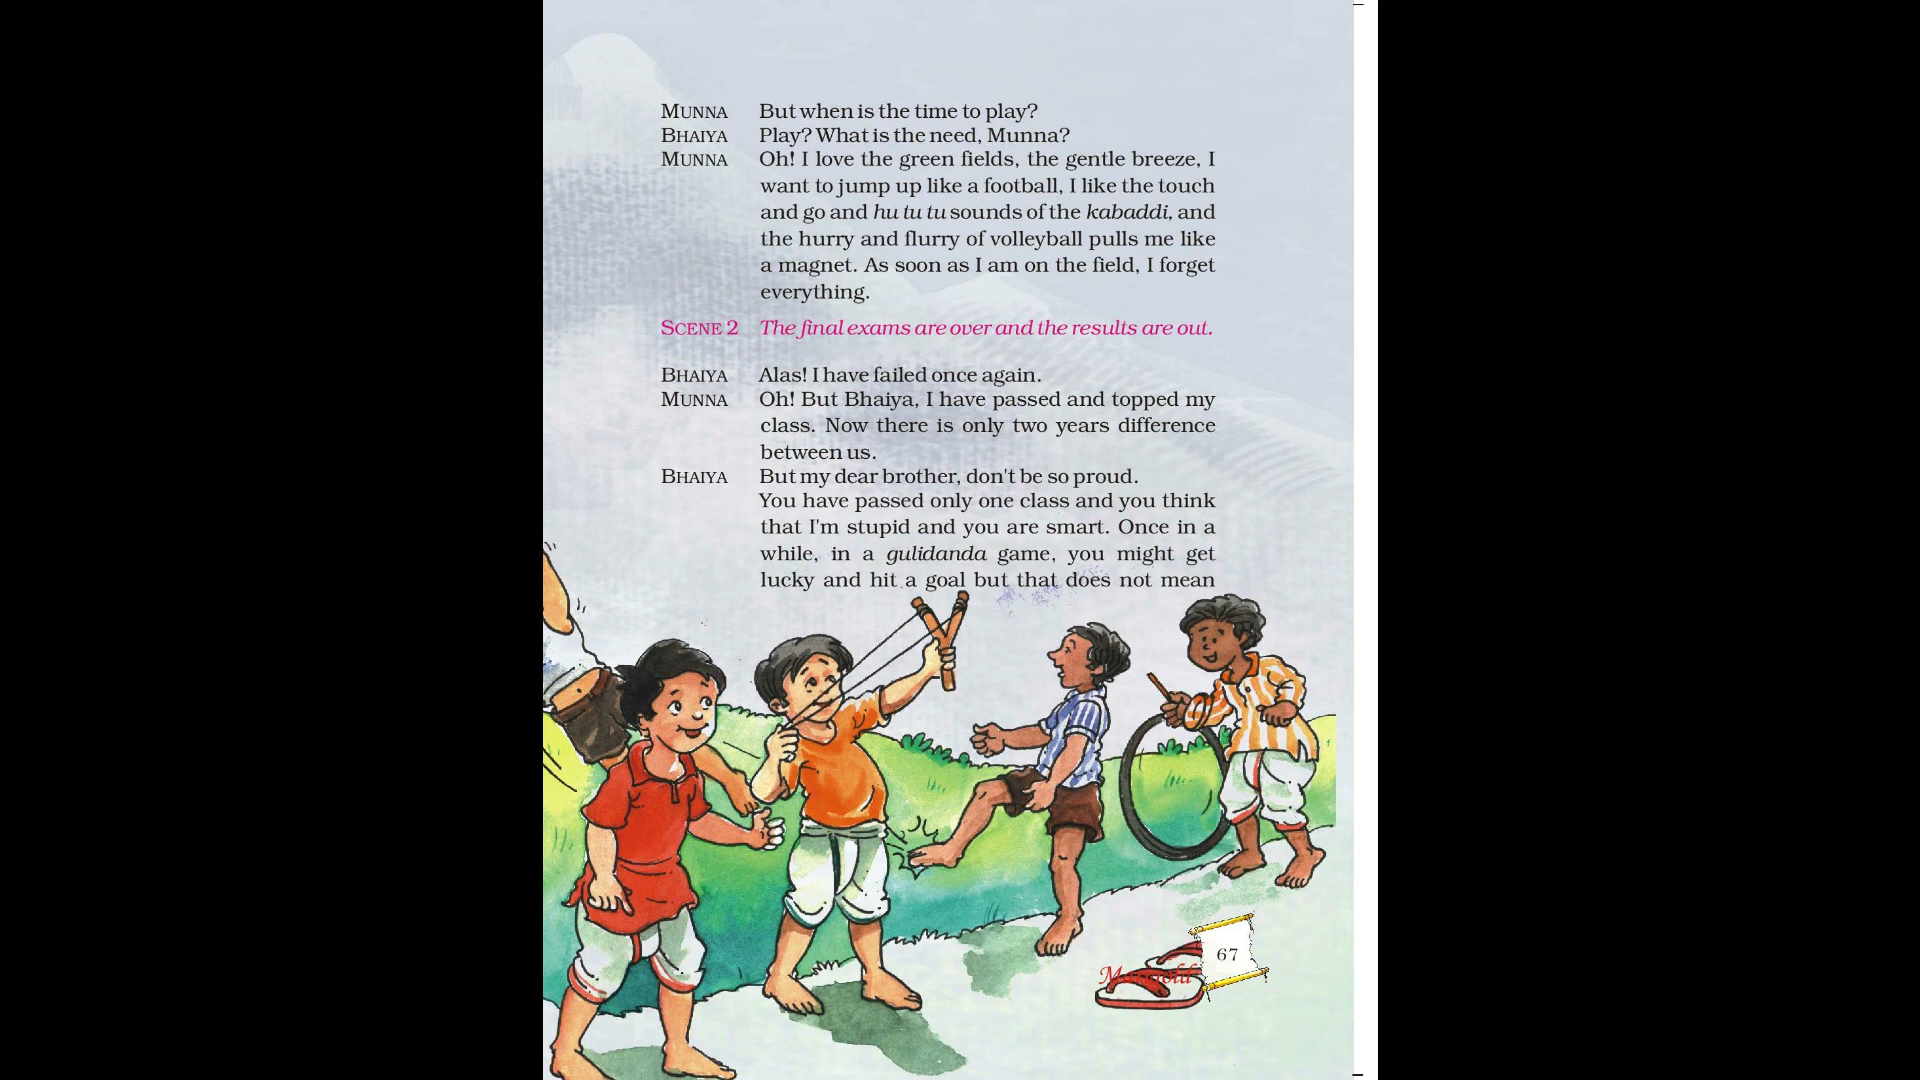 MUNNA But when is the time to play?
BHAIYA Play? What is the need, Munna?
MUNNA Oh! I love the green fields, the gentle breeze, I
want to jump up like a football, I like the touch
and go and hu tu tu sounds of the kabaddi, and
the hurry and flurry of volleyball pulls me like
a magnet. As soon as I am on the field, I forget
everything.
SCENE 2 The final exams are over and the results are out.
BHAIYA Alas! I have failed once again.
MUNNA Oh! But Bhaiya, I have passed and topped my
class. Now there is only two years difference
between us.
BHAIYA But my dear brother, don't be so proud.
You have passed only one class and you think
that I'm stupid and you are smart. Once in a
while, in a gulidanda game, you might get
lucky and hit a goal but that does not mean
67